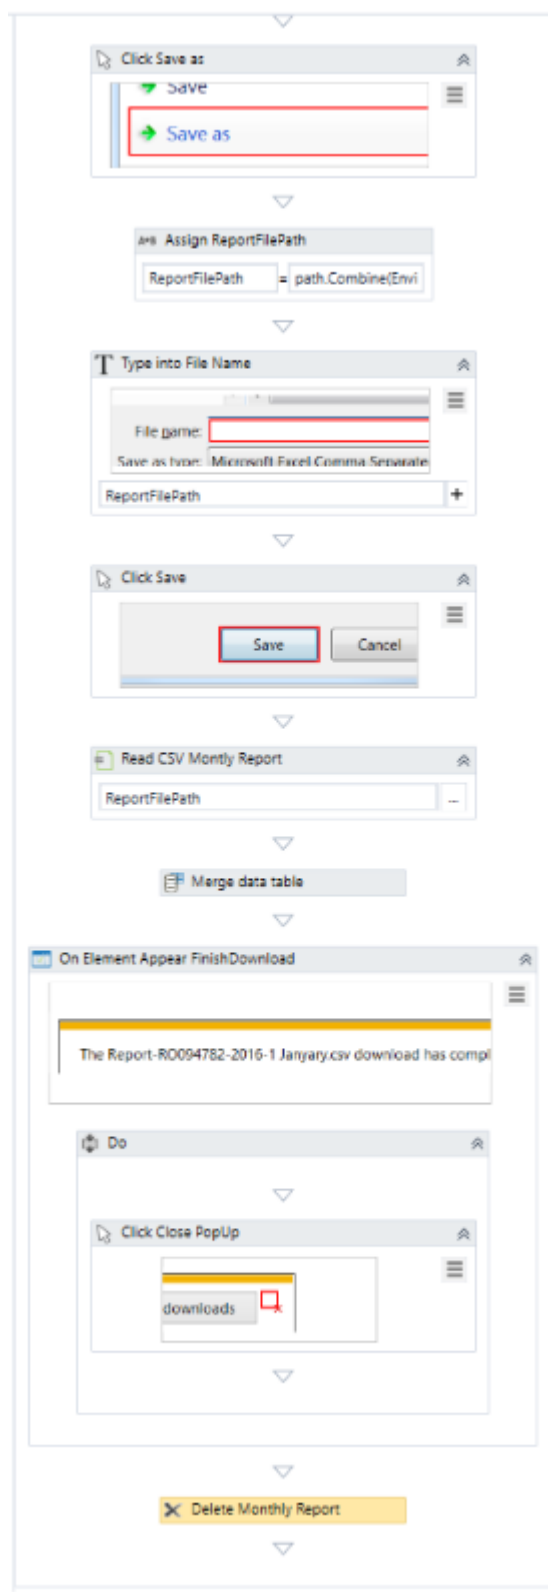 Click Save as
Save
Save as
A+B Assign ReportFilePath
ReportFilePath = path.Combine(Envi
Type into File Name
File name:
Save as type: Microsoft Excel Comma Separate
ReportFilePath +
Click Save
Save Cancel
Read CSV Montly Report
ReportFilePath ...
Merge data table
On Element Appear FinishDownload
The Report-RO094782-2016-1 Janyary.csv download has compl
Do
Click Close PopUp
downloads x
Delete Monthly Report